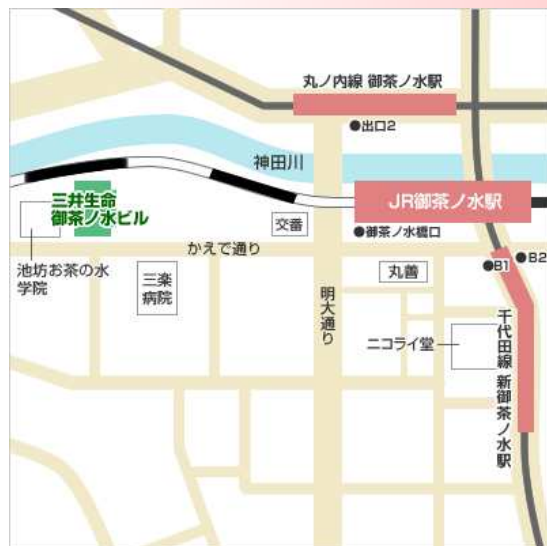 丸ノ内線 御茶ノ水駅
●出口2
神田川
三井生命
御茶ノ水ビル
JR御茶ノ水駅
交番
●御茶ノ水橋口
かえで通り
●B1
●B2
池坊お茶の水
学院
三楽
病院
丸善
明大通り
ニコライ堂
千代田線 新御茶ノ水駅